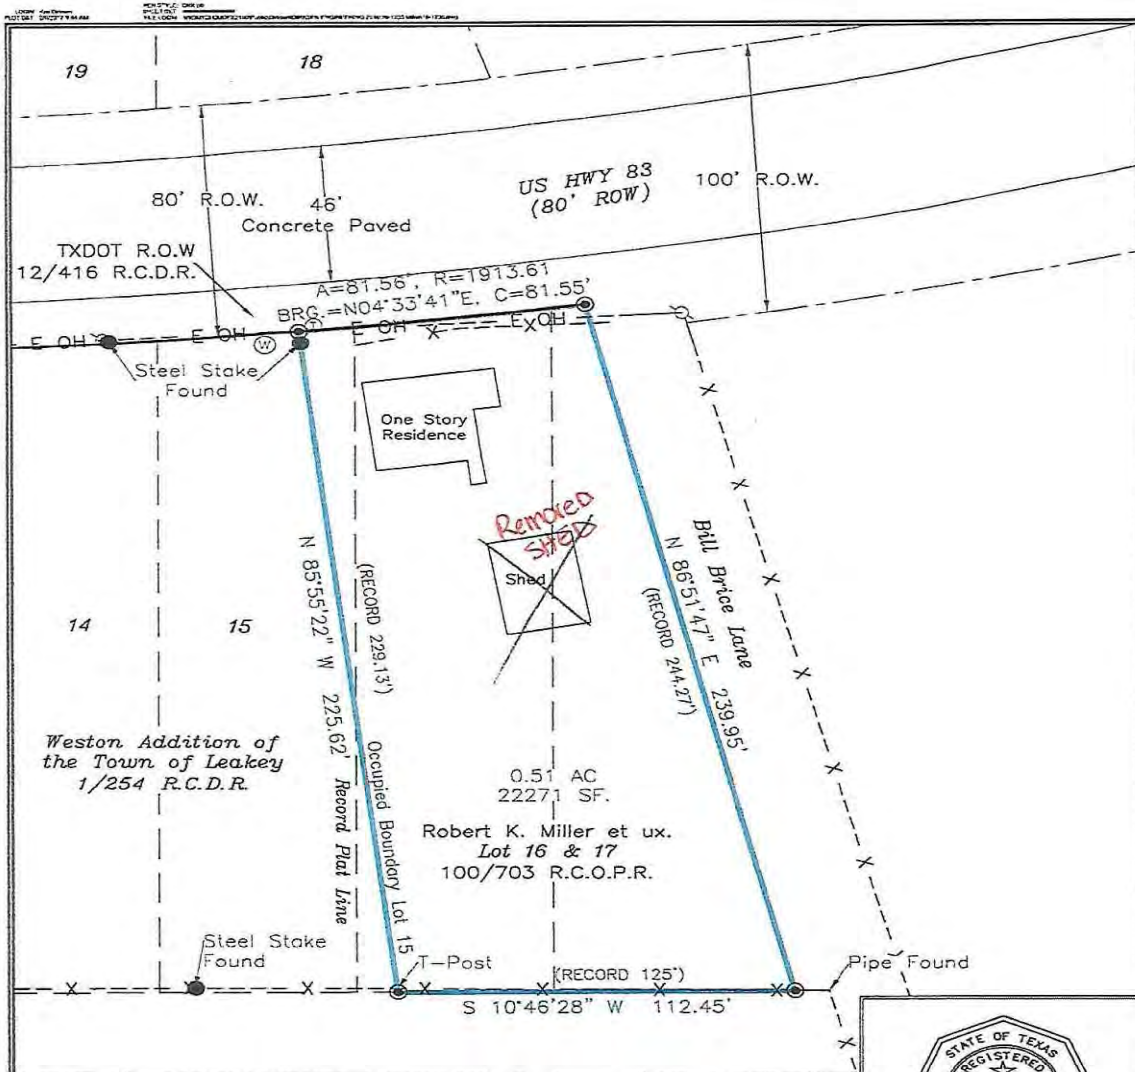 19
18
80' R.O.W.
46'
Concrete Paved
US HWY 83
(80' ROW)
100' R.O.W.
TXDOT R.O.W
12/416 R.C.D.R.
A=81.56', R=1913.61
BRG.=N04°33'41"E, C=81.55'
E OH
E OH
E OH
E OH
T
W
Steel Stake
Found
One Story
Residence
Removed
SHED
Shed
14
15
N 85°55'22" W 225.62'
(RECORD 229.13')
Record Plat Line
Occupied Boundary Lot 15
Bill Brice Lane
N 86°51'47" E 239.95'
(RECORD 244.27')
Weston Addition of
the Town of Leakey
1/254 R.C.D.R.
0.51 AC
22271 SF.
Robert K. Miller et ux.
Lot 16 & 17
100/703 R.C.O.P.R.
Steel Stake
Found
T-Post
(RECORD 125')
Pipe Found
S 10°46'28" W 112.45'
STATE OF TEXAS
REGISTERED